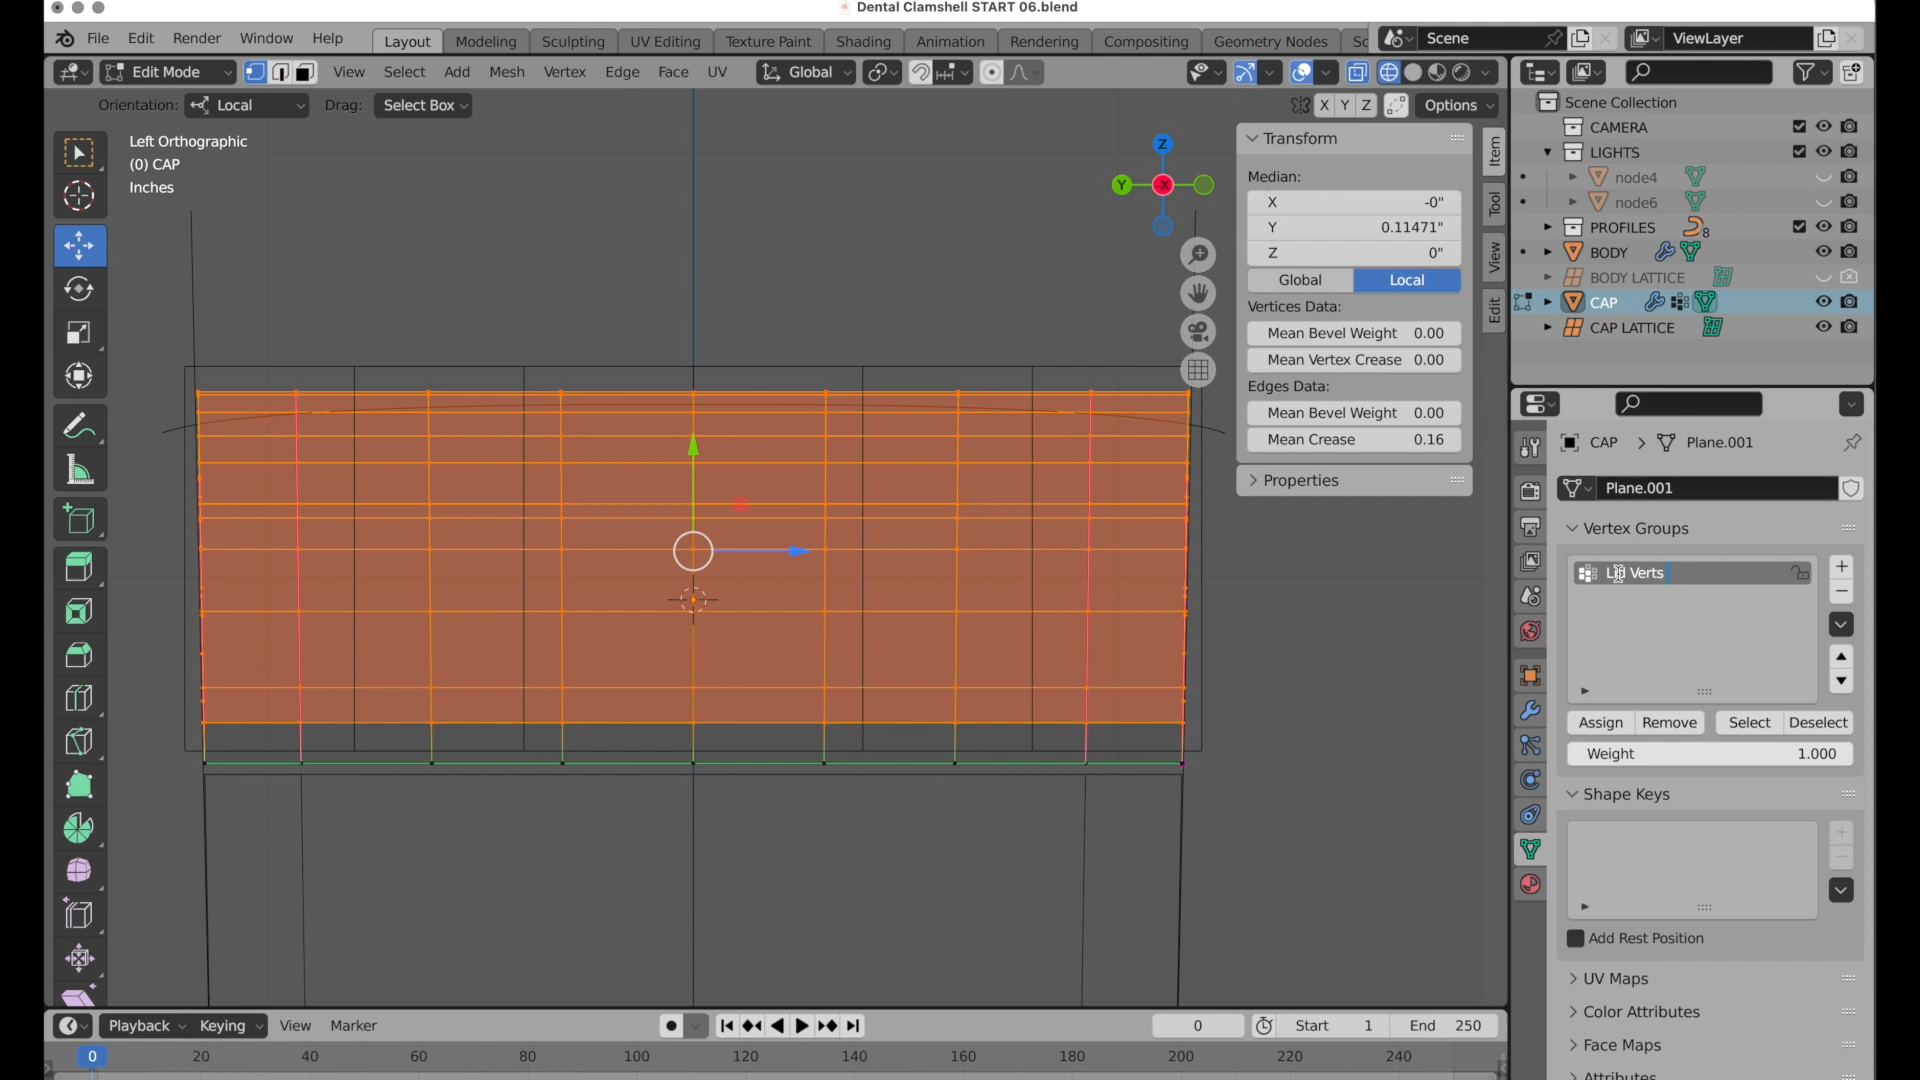 Dental Clamshell START 06.blend
File Edit Render Window Help Layout Modeling Sculpting UV Editing Texture Paint Shading Animation Rendering Compositing Geometry Nodes Sc Scene ViewLayer
Edit Mode View Select Add Mesh Vertex Edge Face UV Global
Orientation: Local Drag: Select Box X Y Z Options
Left Orthographic
(0) CAP
Inches
Z
Y
-X
Transform
Median:
X -0"
Y 0.11471"
Z 0"
Global Local
Vertices Data:
Mean Bevel Weight 0.00
Mean Vertex Crease 0.00
Edges Data:
Mean Bevel Weight 0.00
Mean Crease 0.16
Properties
Item
Tool
View
Edit
Scene Collection
CAMERA
LIGHTS
node4
node6
PROFILES 8
BODY
BODY LATTICE
CAP
CAP LATTICE
CAP Plane.001
Plane.001
Vertex Groups
Lid Verts
Assign Remove Select Deselect
Weight 1.000
Shape Keys
Add Rest Position
UV Maps
Color Attributes
Face Maps
Attributes
Playback Keying View Marker 0 Start 1 End 250
0 20 40 60 80 100 120 140 160 180 200 220 240